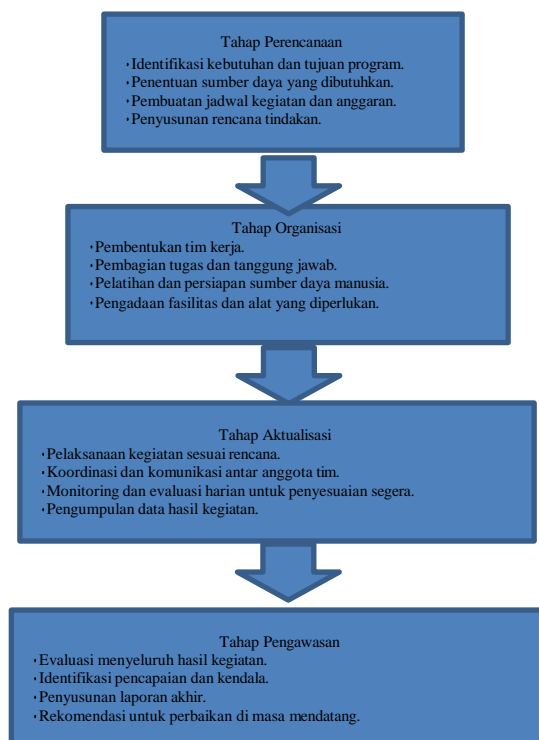 Tahap Perencanaan
·Identifikasi kebutuhan dan tujuan program.
·Penentuan sumber daya yang dibutuhkan.
·Pembuatan jadwal kegiatan dan anggaran.
·Penyusunan rencana tindakan.
Tahap Organisasi
·Pembentukan tim kerja.
·Pembagian tugas dan tanggung jawab.
·Pelatihan dan persiapan sumber daya manusia.
·Pengadaan fasilitas dan alat yang diperlukan.
Tahap Aktualisasi
·Pelaksanaan kegiatan sesuai rencana.
·Koordinasi dan komunikasi antar anggota tim.
·Monitoring dan evaluasi harian untuk penyesuaian segera.
·Pengumpulan data hasil kegiatan.
Tahap Pengawasan
·Evaluasi menyeluruh hasil kegiatan.
·Identifikasi pencapaian dan kendala.
·Penyusunan laporan akhir.
·Rekomendasi untuk perbaikan di masa mendatang.